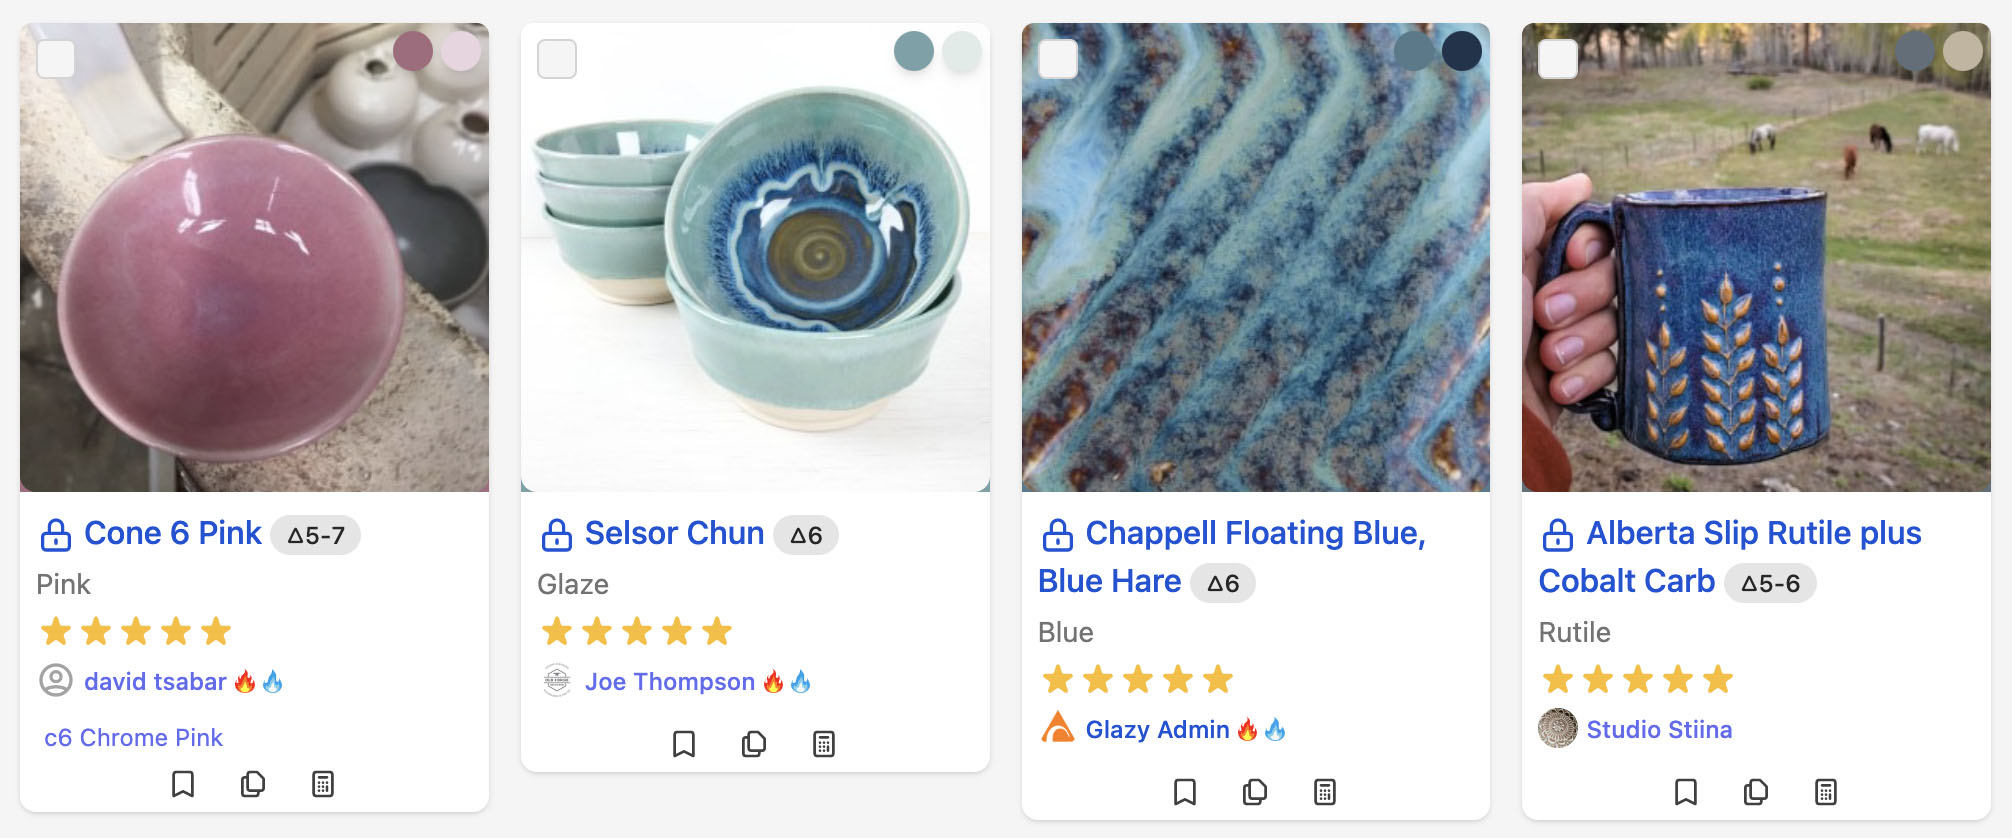 Cone 6 Pink Δ5-7
Pink
david tsabar
c6 Chrome Pink
Selsor Chun Δ6
Glaze
Joe Thompson
Chappell Floating Blue,
Blue Hare Δ6
Blue
Glazy Admin
Alberta Slip Rutile plus
Cobalt Carb Δ5-6
Rutile
Studio Stiina